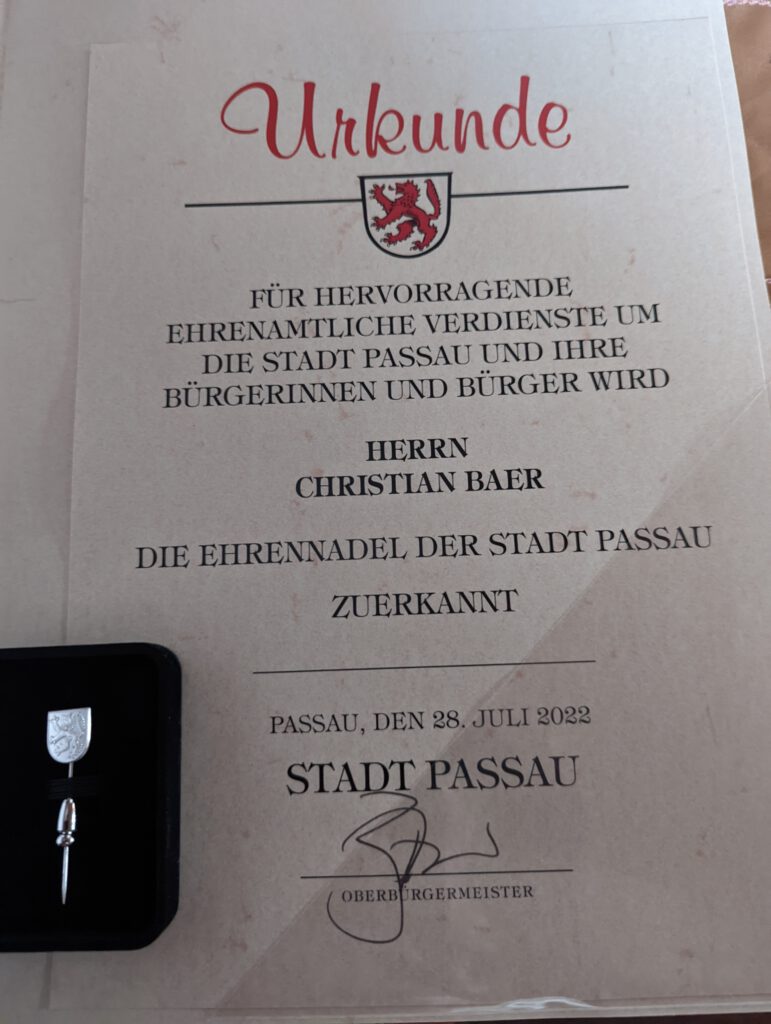 Urkunde
FÜR HERVORRAGENDE
EHRENAMTLICHE VERDIENSTE UM
DIE STADT PASSAU UND IHRE
BÜRGERINNEN UND BÜRGER WIRD
HERRN
CHRISTIAN BAER
DIE EHRENNADEL DER STADT PASSAU
ZUERKANNT
PASSAU, DEN 28. JULI 2022
STADT PASSAU
OBERBÜRGERMEISTER